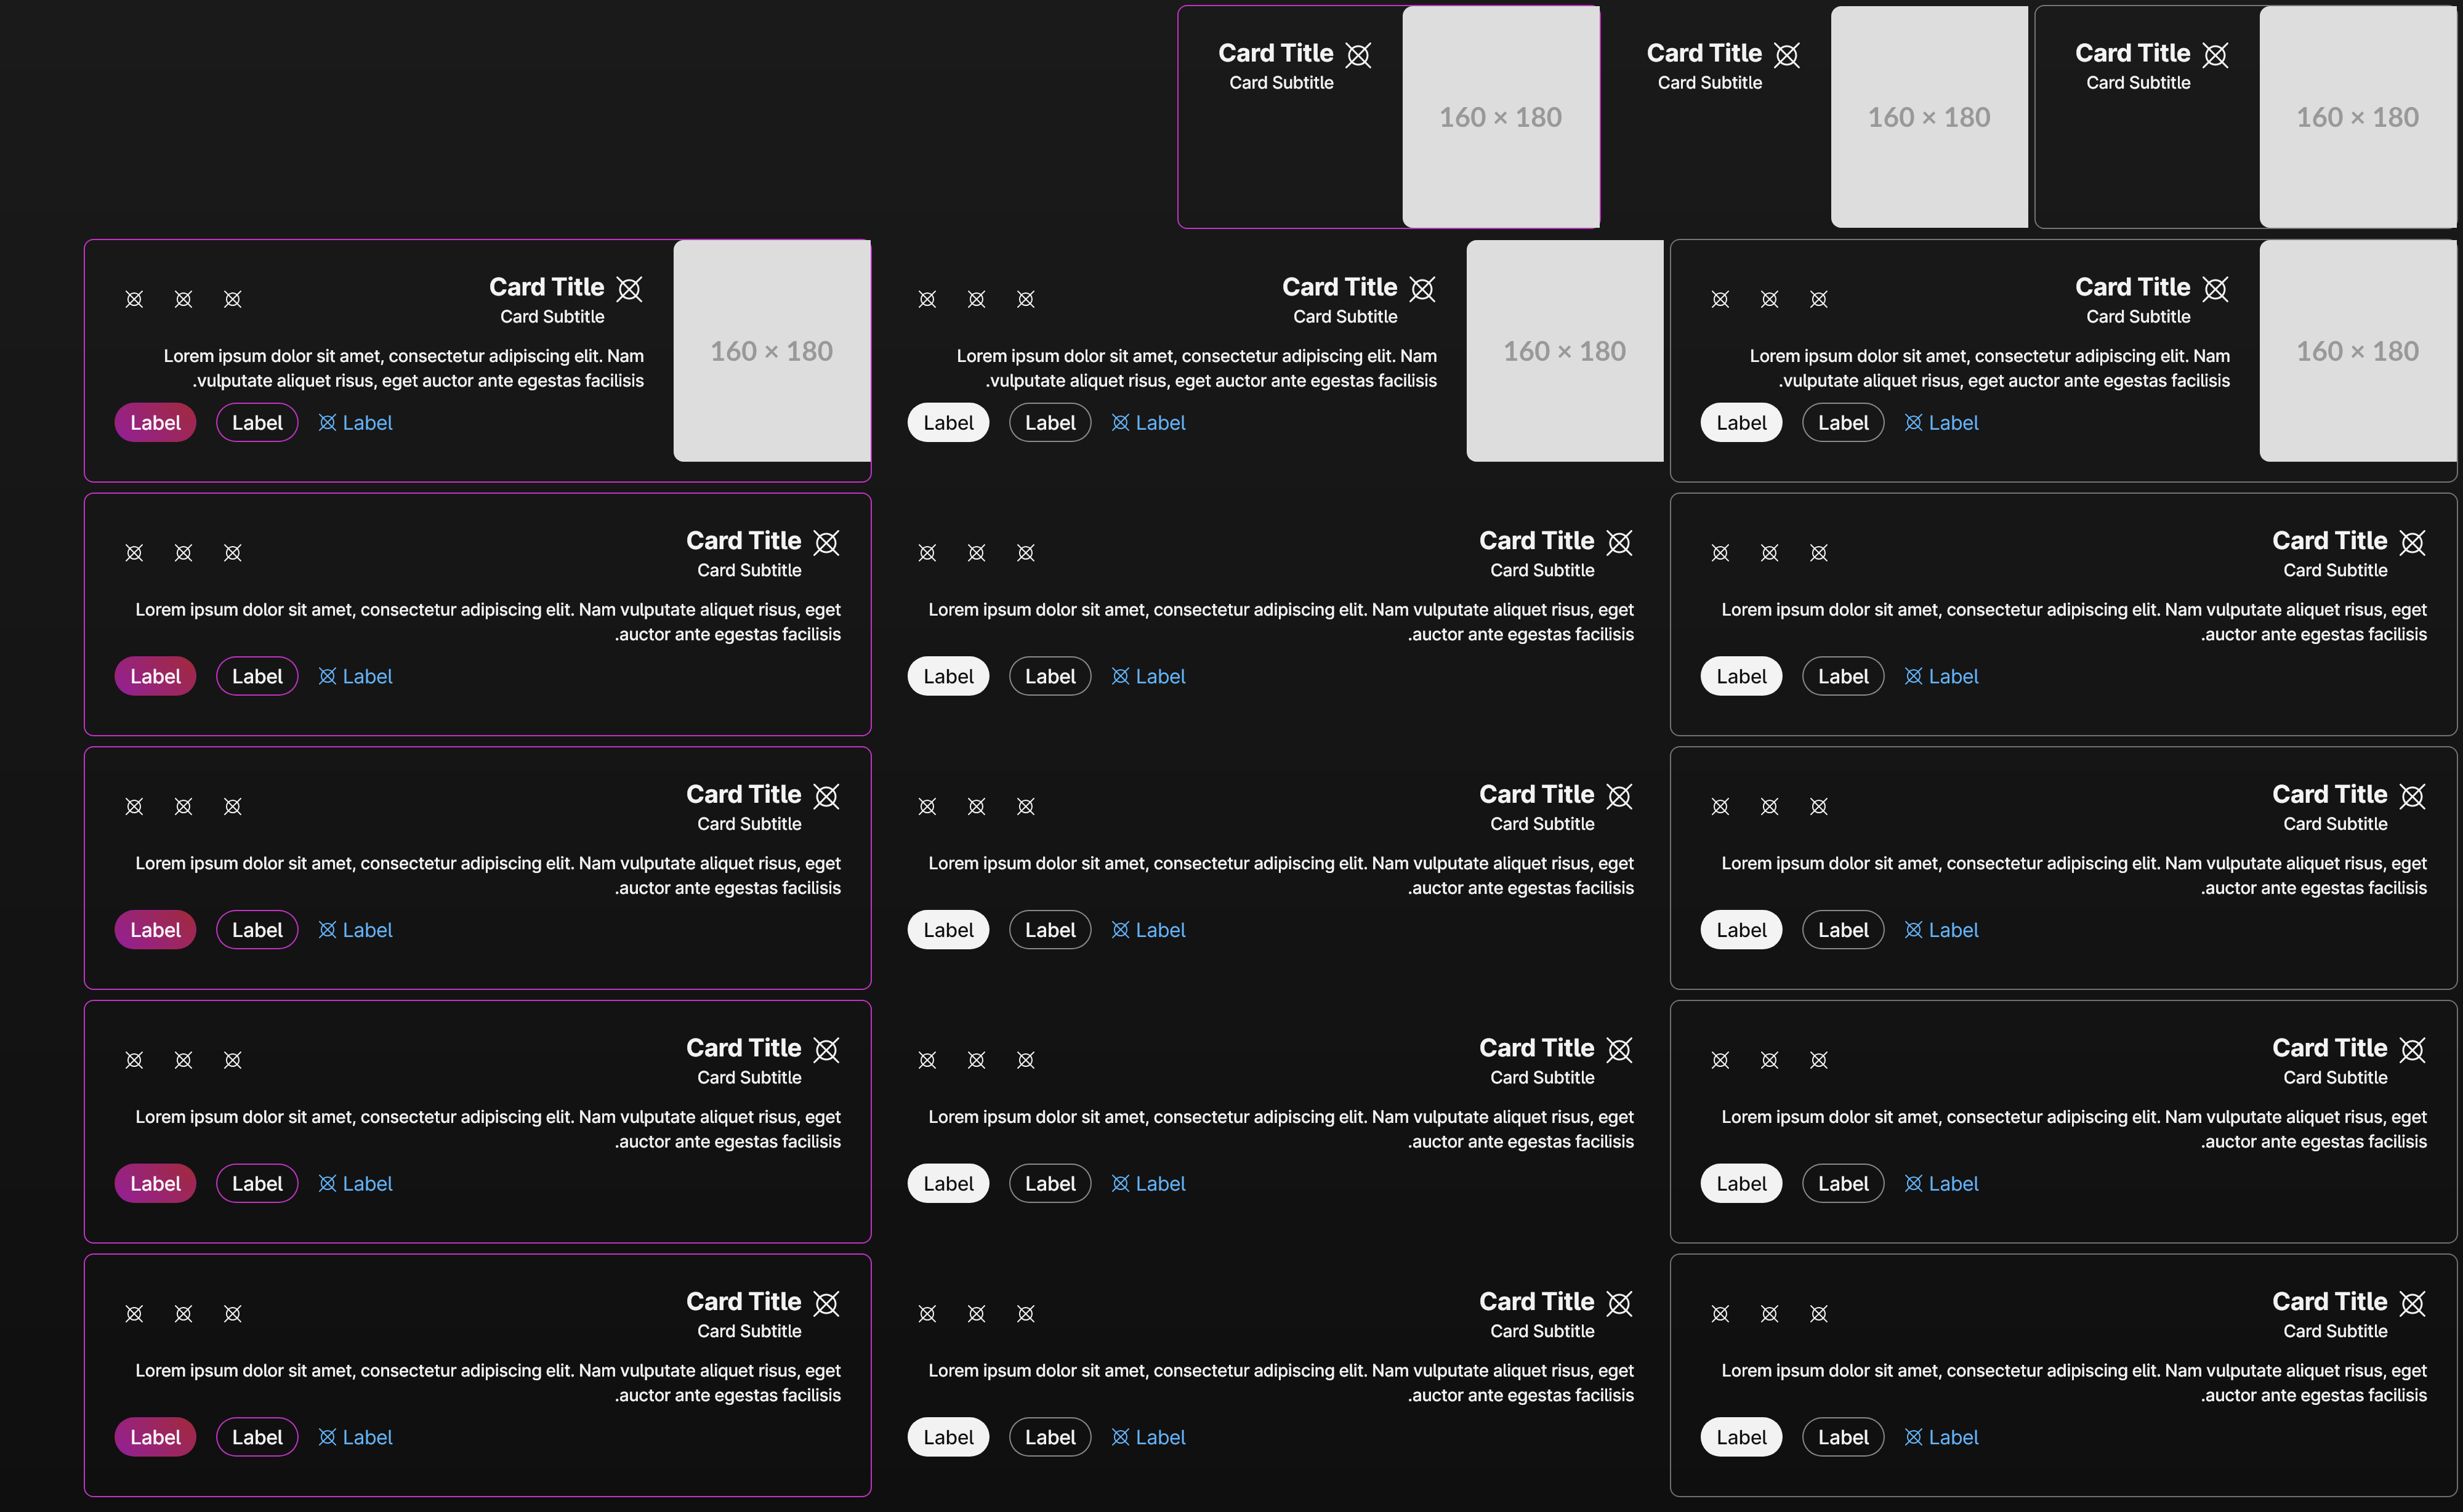 Card Title
Card Subtitle
160 × 180
Card Title
Card Subtitle
160 × 180
Card Title
Card Subtitle
160 × 180
Card Title
Card Subtitle
Lorem ipsum dolor sit amet, consectetur adipiscing elit. Nam
.vulputate aliquet risus, eget auctor ante egestas facilisis
Label Label Label
160 × 180
Card Title
Card Subtitle
Lorem ipsum dolor sit amet, consectetur adipiscing elit. Nam
.vulputate aliquet risus, eget auctor ante egestas facilisis
Label Label Label
160 × 180
Card Title
Card Subtitle
Lorem ipsum dolor sit amet, consectetur adipiscing elit. Nam
.vulputate aliquet risus, eget auctor ante egestas facilisis
Label Label Label
160 × 180
Card Title
Card Subtitle
Lorem ipsum dolor sit amet, consectetur adipiscing elit. Nam vulputate aliquet risus, eget
.auctor ante egestas facilisis
Label Label Label
Card Title
Card Subtitle
Lorem ipsum dolor sit amet, consectetur adipiscing elit. Nam vulputate aliquet risus, eget
.auctor ante egestas facilisis
Label Label Label
Card Title
Card Subtitle
Lorem ipsum dolor sit amet, consectetur adipiscing elit. Nam vulputate aliquet risus, eget
.auctor ante egestas facilisis
Label Label Label
Card Title
Card Subtitle
Lorem ipsum dolor sit amet, consectetur adipiscing elit. Nam vulputate aliquet risus, eget
.auctor ante egestas facilisis
Label Label Label
Card Title
Card Subtitle
Lorem ipsum dolor sit amet, consectetur adipiscing elit. Nam vulputate aliquet risus, eget
.auctor ante egestas facilisis
Label Label Label
Card Title
Card Subtitle
Lorem ipsum dolor sit amet, consectetur adipiscing elit. Nam vulputate aliquet risus, eget
.auctor ante egestas facilisis
Label Label Label
Card Title
Card Subtitle
Lorem ipsum dolor sit amet, consectetur adipiscing elit. Nam vulputate aliquet risus, eget
.auctor ante egestas facilisis
Label Label Label
Card Title
Card Subtitle
Lorem ipsum dolor sit amet, consectetur adipiscing elit. Nam vulputate aliquet risus, eget
.auctor ante egestas facilisis
Label Label Label
Card Title
Card Subtitle
Lorem ipsum dolor sit amet, consectetur adipiscing elit. Nam vulputate aliquet risus, eget
.auctor ante egestas facilisis
Label Label Label
Card Title
Card Subtitle
Lorem ipsum dolor sit amet, consectetur adipiscing elit. Nam vulputate aliquet risus, eget
.auctor ante egestas facilisis
Label Label Label
Card Title
Card Subtitle
Lorem ipsum dolor sit amet, consectetur adipiscing elit. Nam vulputate aliquet risus, eget
.auctor ante egestas facilisis
Label Label Label
Card Title
Card Subtitle
Lorem ipsum dolor sit amet, consectetur adipiscing elit. Nam vulputate aliquet risus, eget
.auctor ante egestas facilisis
Label Label Label